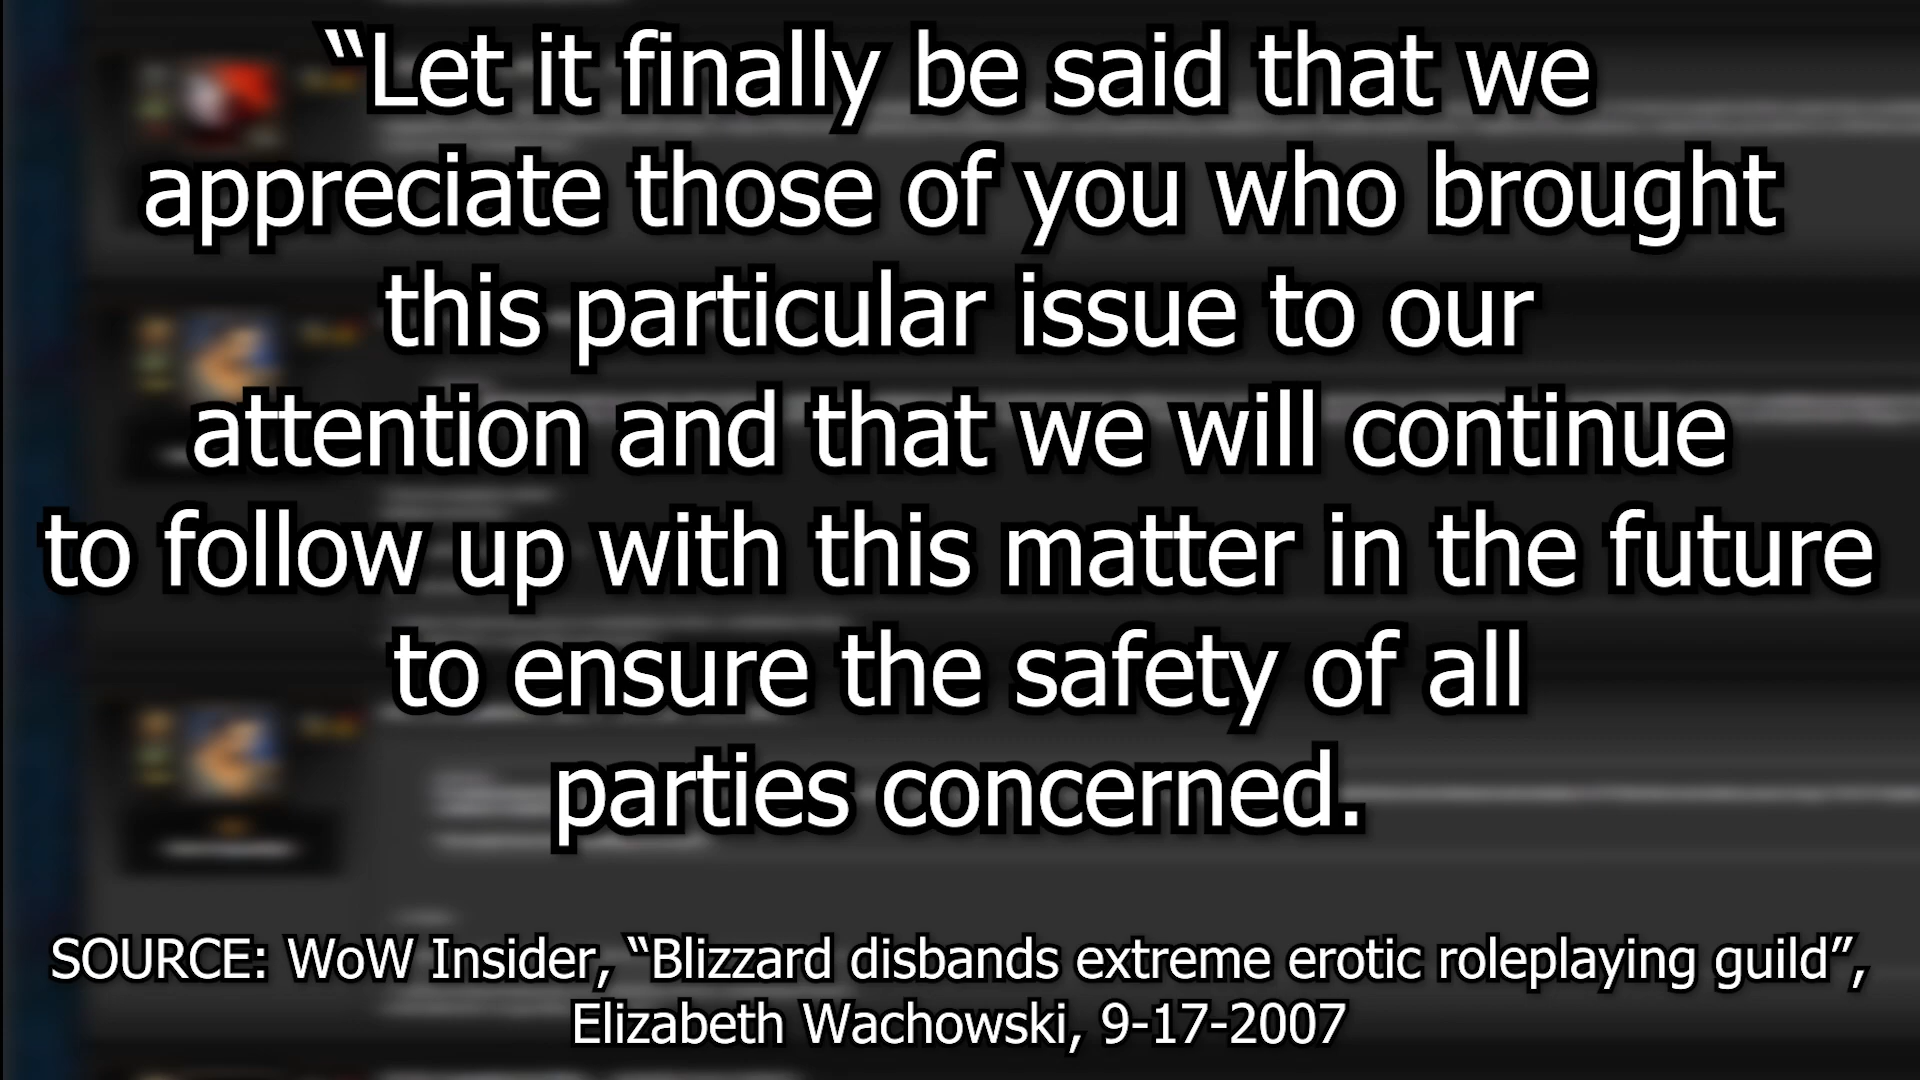 “Let it finally be said that we
appreciate those of you who brought
this particular issue to our
attention and that we will continue
to follow up with this matter in the future
to ensure the safety of all
parties concerned.
SOURCE: WoW Insider, “Blizzard disbands extreme erotic roleplaying guild”,
Elizabeth Wachowski, 9-17-2007